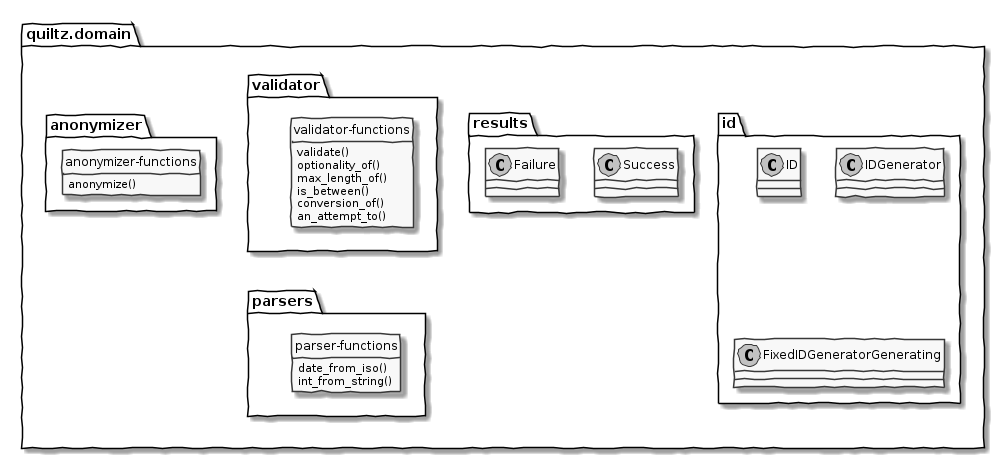 quiltz.domain
anonymizer
anonymizer-functions
anonymize()
validator
validator-functions
validate()
optionality_of()
max_length_of()
is_between()
conversion_of()
an_attempt_to()
parsers
parser-functions
date_from_iso()
int_from_string()
results
C Failure
C Success
id
C ID
C IDGenerator
C FixedIDGeneratorGenerating